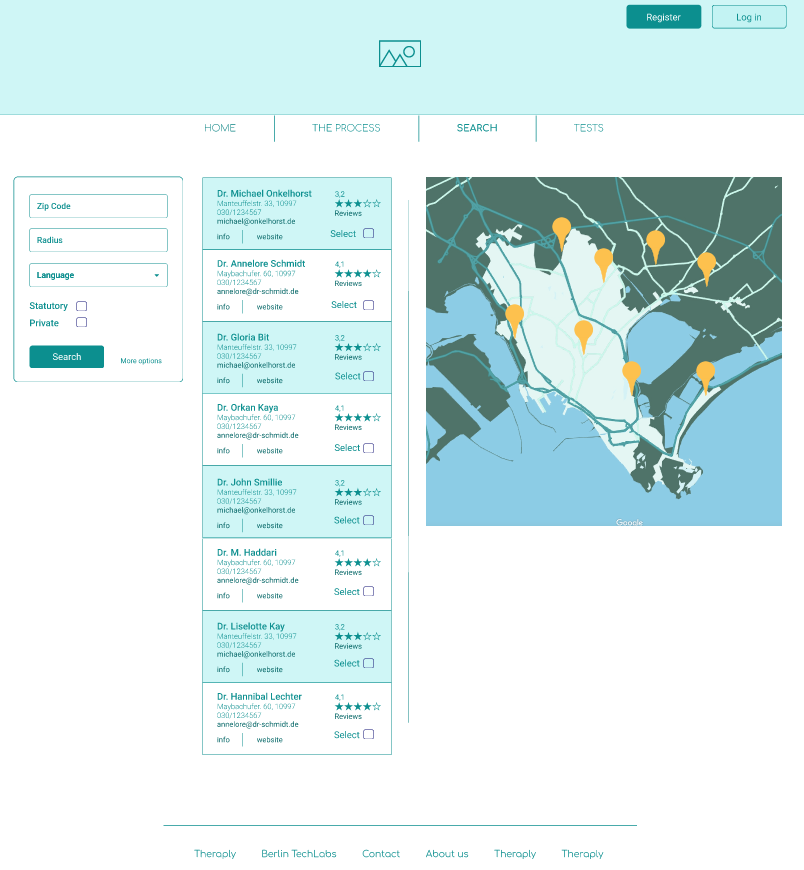 Register
Log in
HOME
THE PROCESS
SEARCH
TESTS
Zip Code
Radius
Language
Statutory
Private
Search
More options
Dr. Michael Onkelhorst
Manteuffelstr. 33, 10997
030/1234567
michael@onkelhorst.de
info
website
3,2
Reviews
Select
Dr. Annelore Schmidt
Maybachufer. 60, 10997
030/1234567
annelore@dr-schmidt.de
info
website
4,1
Reviews
Select
Dr. Gloria Bit
Manteuffelstr. 33, 10997
030/1234567
michael@onkelhorst.de
info
website
3,2
Reviews
Select
Dr. Orkan Kaya
Maybachufer. 60, 10997
030/1234567
annelore@dr-schmidt.de
info
website
4,1
Reviews
Select
Dr. John Smillie
Manteuffelstr. 33, 10997
030/1234567
michael@onkelhorst.de
info
website
3,2
Reviews
Select
Dr. M. Haddari
Maybachufer. 60, 10997
030/1234567
annelore@dr-schmidt.de
info
website
4,1
Reviews
Select
Dr. Liselotte Kay
Manteuffelstr. 33, 10997
030/1234567
michael@onkelhorst.de
info
website
3,2
Reviews
Select
Dr. Hannibal Lechter
Maybachufer. 60, 10997
030/1234567
annelore@dr-schmidt.de
info
website
4,1
Reviews
Select
Google
Theraply
Berlin TechLabs
Contact
About us
Theraply
Theraply